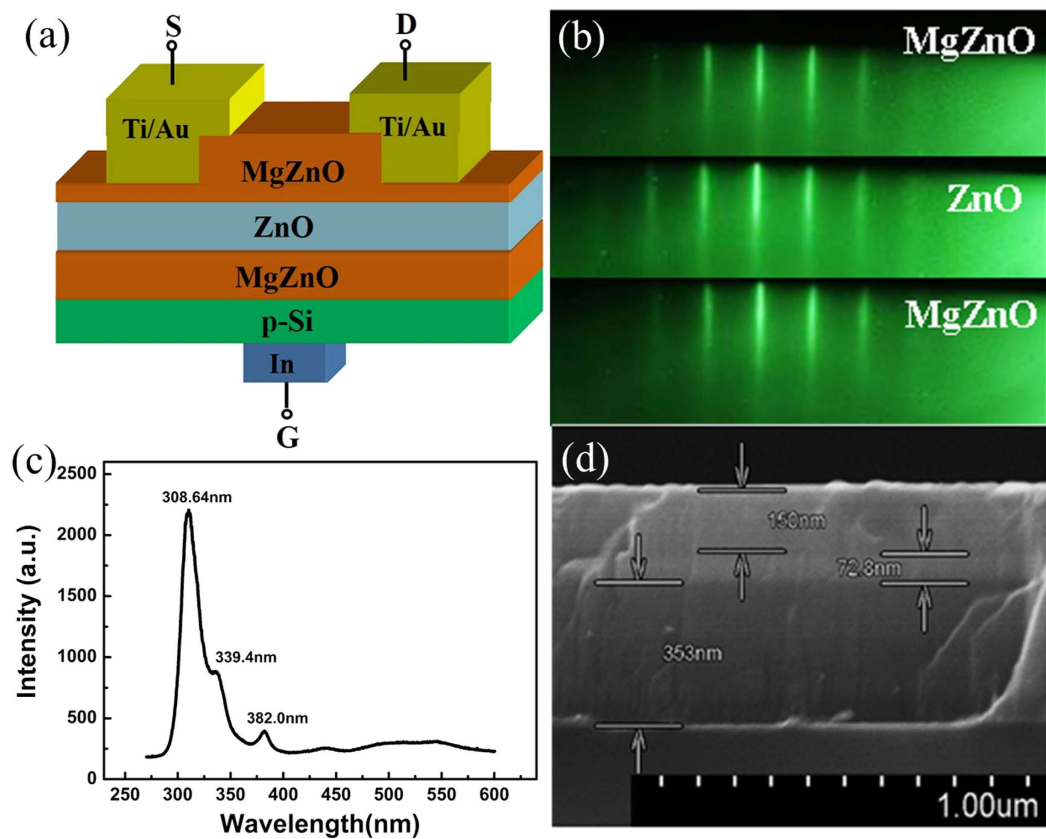 (a)
S
D
Ti/Au
Ti/Au
MgZnO
ZnO
MgZnO
p-Si
In
G
(b)
MgZnO
ZnO
MgZnO
(c)
2500
2000
1500
1000
500
0
Intensity (a.u.)
308.64nm
339.4nm
382.0nm
250 300 350 400 450 500 550 600
Wavelength(nm)
(d)
150nm
72.8nm
353nm
1.00um